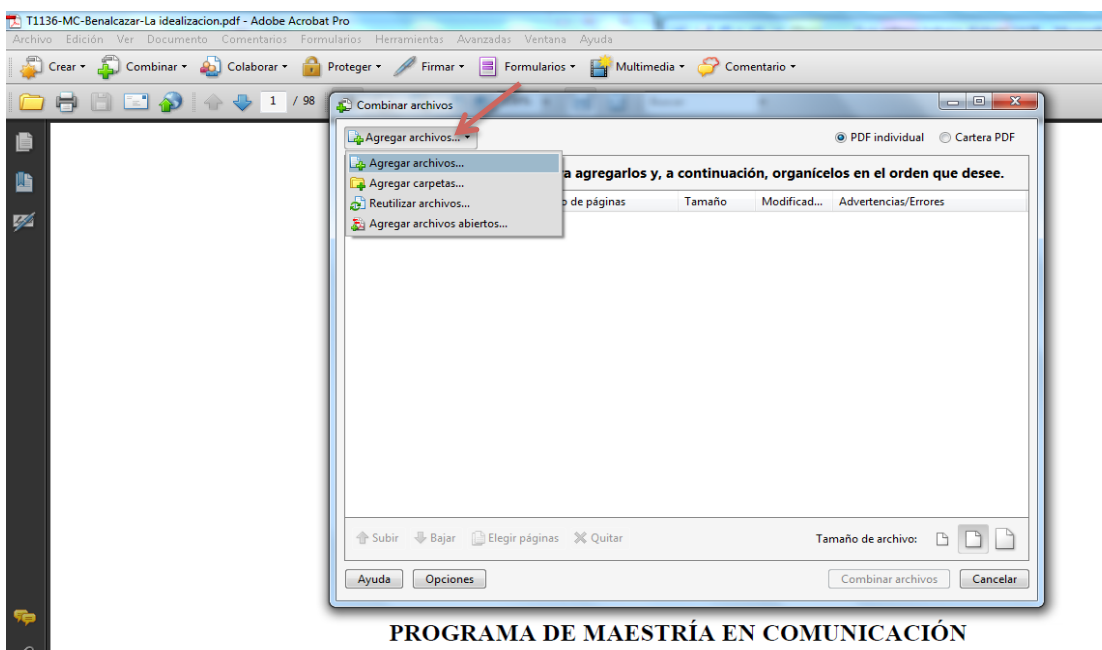 T1136-MC-Benalcazar-La idealizacion.pdf - Adobe Acrobat Pro
Archivo Edición Ver Documento Comentarios Formularios Herramientas Avanzadas Ventana Ayuda
Crear Combinar Colaborar Proteger Firmar Formularios Multimedia Comentario
1 / 98
Combinar archivos
Agregar archivos... PDF individual Cartera PDF
Agregar archivos...
a agregarlos y, a continuación, organícelos en el orden que desee.
Agregar carpetas...
Reutilizar archivos... de páginas Tamaño Modificad... Advertencias/Errores
Agregar archivos abiertos...
Subir Bajar Elegir páginas Quitar Tamaño de archivo:
Ayuda Opciones Combinar archivos Cancelar
PROGRAMA DE MAESTRÍA EN COMUNICACIÓN